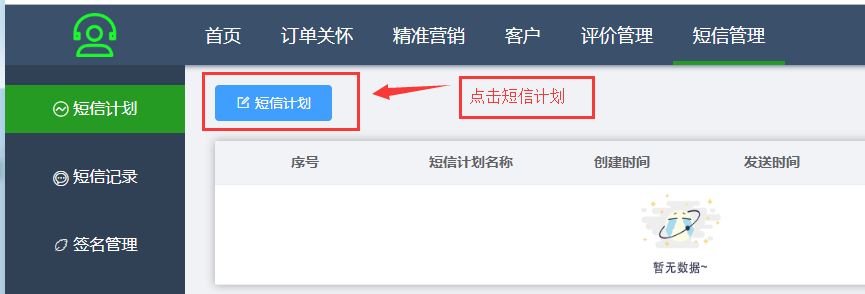 首页 订单关怀 精准营销 客户 评价管理 短信管理
短信计划
短信记录
签名管理
短信计划
点击短信计划
序号 短信计划名称 创建时间 发送时间
暂无数据~